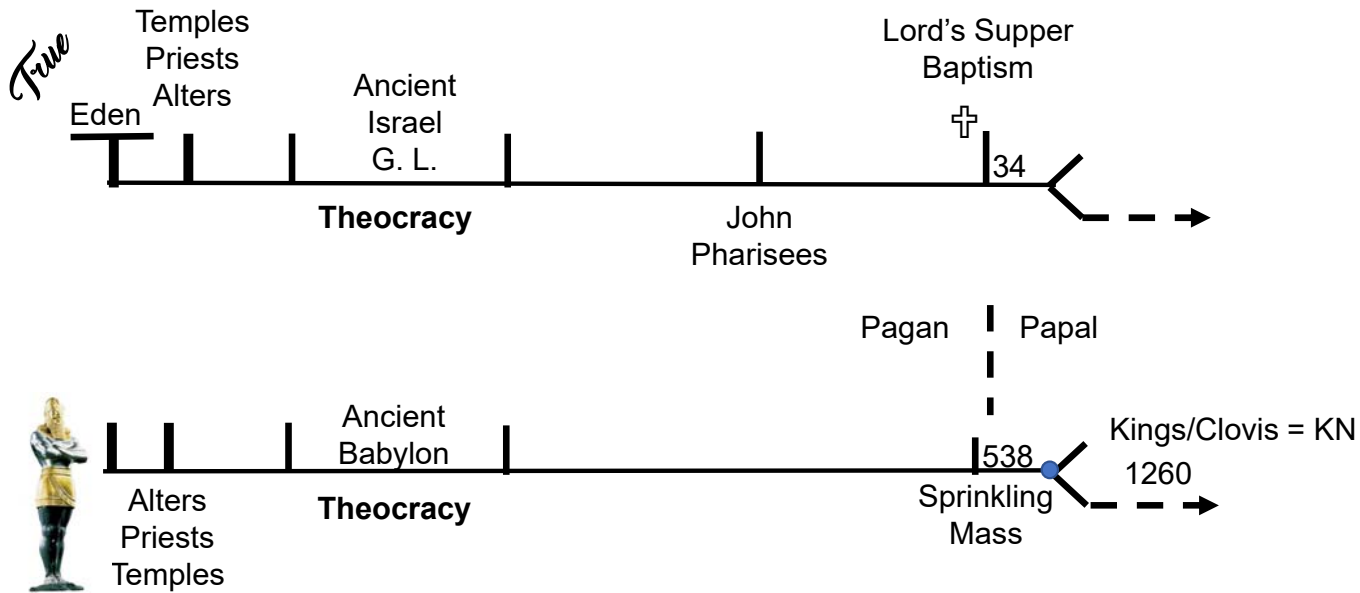 True
Eden
Temples
Priests
Alters
Ancient
Israel
G. L.
Theocracy
John
Pharisees
Lord's Supper
Baptism
34
Pagan
Papal
Alters
Priests
Temples
Ancient
Babylon
Theocracy
538
Sprinkling
Mass
Kings/Clovis = KN
1260